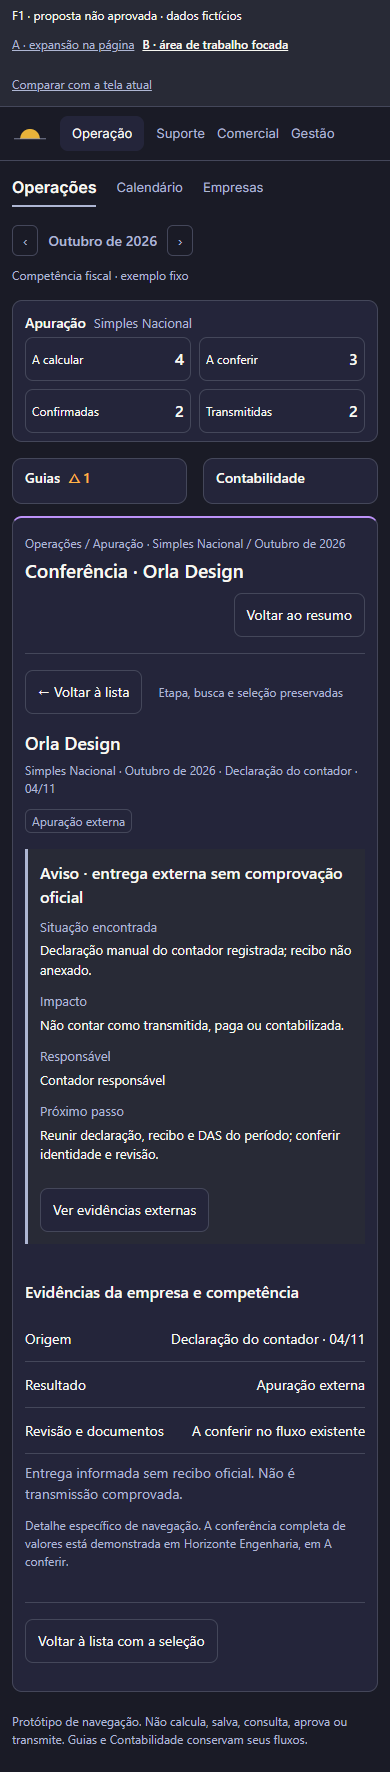 F1 · proposta não aprovada · dados fictícios
A · expansão na página B · área de trabalho focada
Comparar com a tela atual
Operação Suporte Comercial Gestão
Operações Calendário Empresas
‹ Outubro de 2026 ›
Competência fiscal · exemplo fixo
Apuração Simples Nacional
A calcular 4 A conferir 3
Confirmadas 2 Transmitidas 2
Guias △ 1 Contabilidade
Operações / Apuração · Simples Nacional / Outubro de 2026
Conferência · Orla Design
Voltar ao resumo
← Voltar à lista Etapa, busca e seleção preservadas
Orla Design
Simples Nacional · Outubro de 2026 · Declaração do contador ·
04/11
Apuração externa
Aviso · entrega externa sem comprovação
oficial
Situação encontrada
Declaração manual do contador registrada; recibo não
anexado.
Impacto
Não contar como transmitida, paga ou contabilizada.
Responsável
Contador responsável
Próximo passo
Reunir declaração, recibo e DAS do período; conferir
identidade e revisão.
Ver evidências externas
Evidências da empresa e competência
Origem Declaração do contador · 04/11
Resultado Apuração externa
Revisão e documentos A conferir no fluxo existente
Entrega informada sem recibo oficial. Não é
transmissão comprovada.
Detalhe específico de navegação. A conferência completa de
valores está demonstrada em Horizonte Engenharia, em A
conferir.
Voltar à lista com a seleção
Protótipo de navegação. Não calcula, salva, consulta, aprova ou
transmite. Guias e Contabilidade conservam seus fluxos.